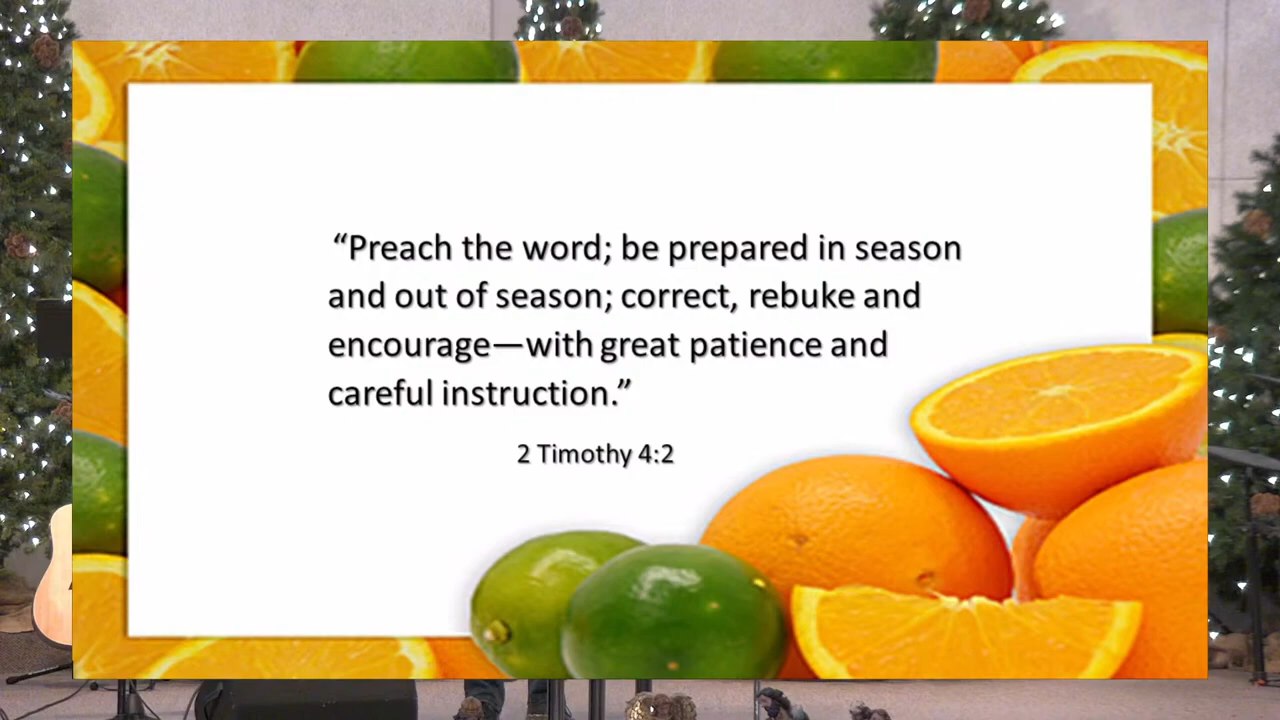 “Preach the word; be prepared in season
and out of season; correct, rebuke and
encourage—with great patience and
careful instruction.”
2 Timothy 4:2